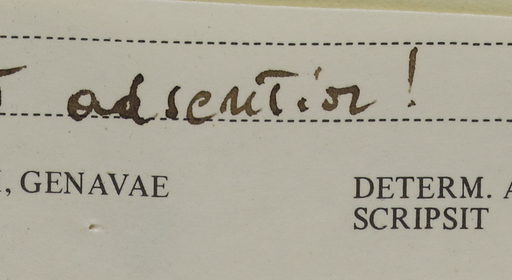 adsentior!
, GENAVAE
DETERM.
SCRIPSIT